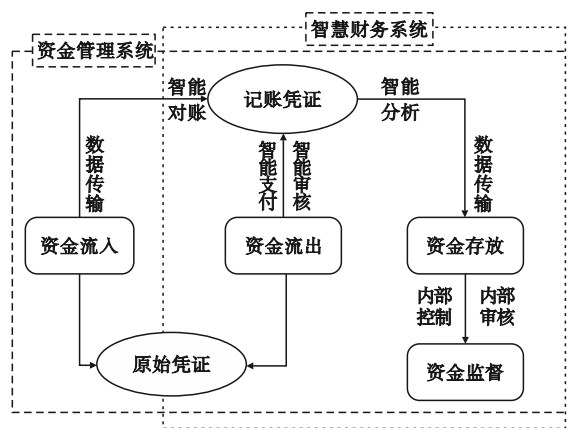 智慧财务系统
资金管理系统
智能
对账
记账凭证
智能
分析
数据传输
智能支付
智能审核
数据传输
资金流入
资金流出
资金存放
内部
控制
内部
审核
原始凭证
资金监督